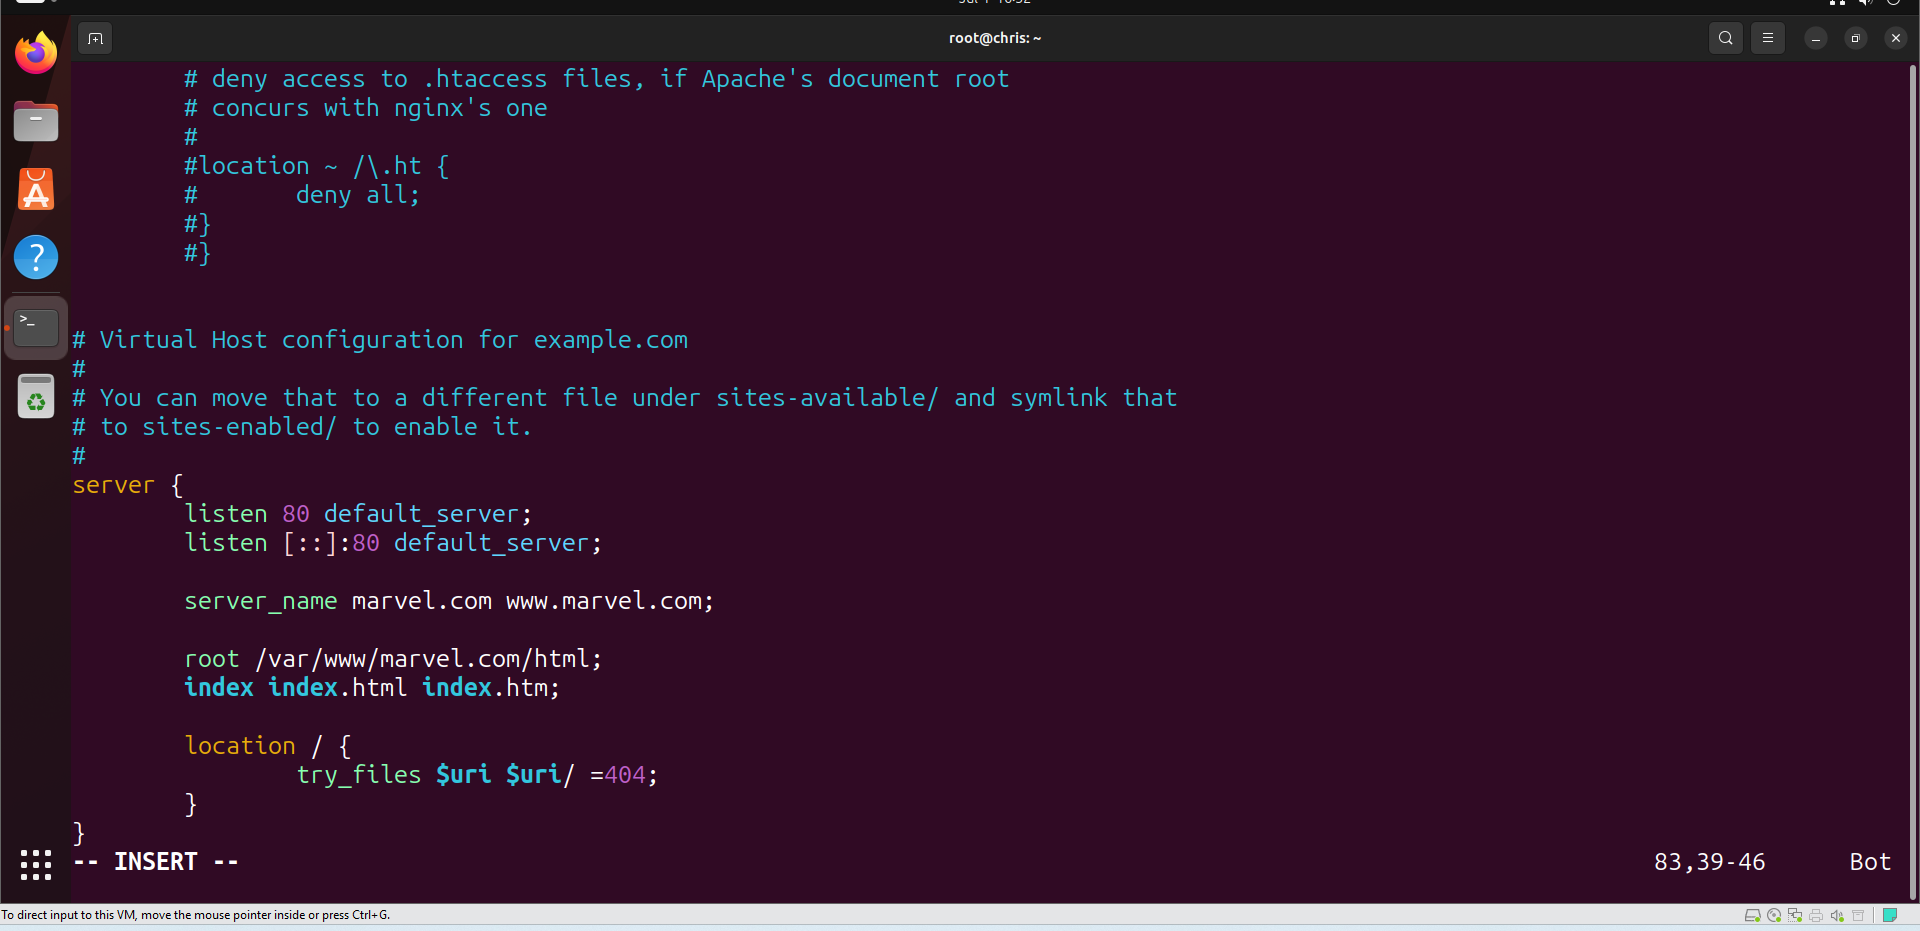 root@chris: ~
# deny access to .htaccess files, if Apache's document root
# concurs with nginx's one
#
#location ~ /\.ht {
#       deny all;
#}
#}
# Virtual Host configuration for example.com
#
# You can move that to a different file under sites-available/ and symlink that
# to sites-enabled/ to enable it.
#
server {
        listen 80 default_server;
        listen [::]:80 default_server;
        server_name marvel.com www.marvel.com;
        root /var/www/marvel.com/html;
        index index.html index.htm;
        location / {
                try_files $uri $uri/ =404;
        }
}
-- INSERT -- 83,39-46 Bot
To direct input to this VM, move the mouse pointer inside or press Ctrl+G.